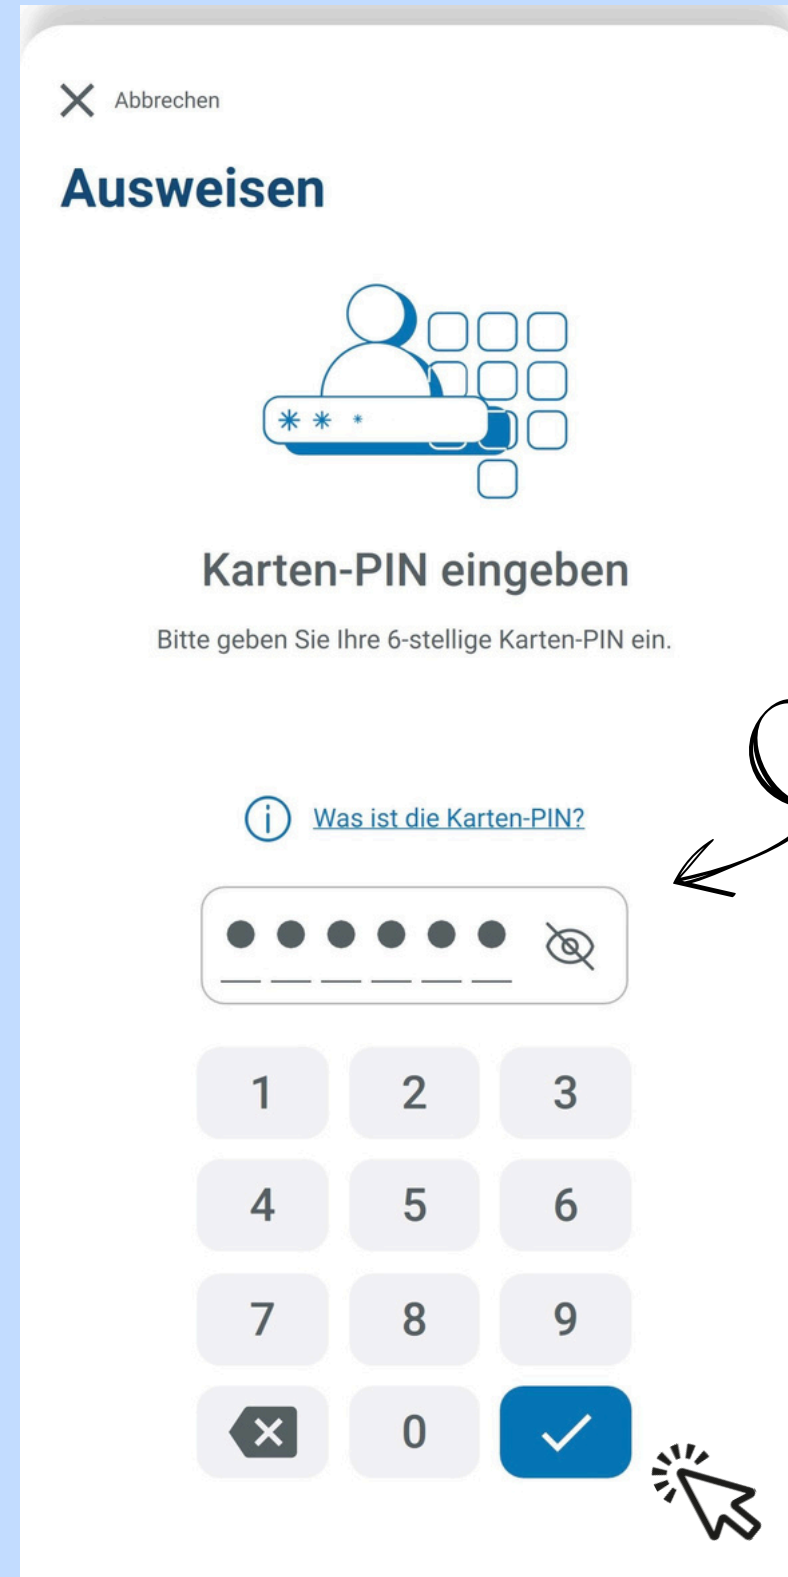 Abbrechen
Ausweisen
Karten-PIN eingeben
Bitte geben Sie Ihre 6-stellige Karten-PIN ein.
Was ist die Karten-PIN?
1 2 3
4 5 6
7 8 9
0